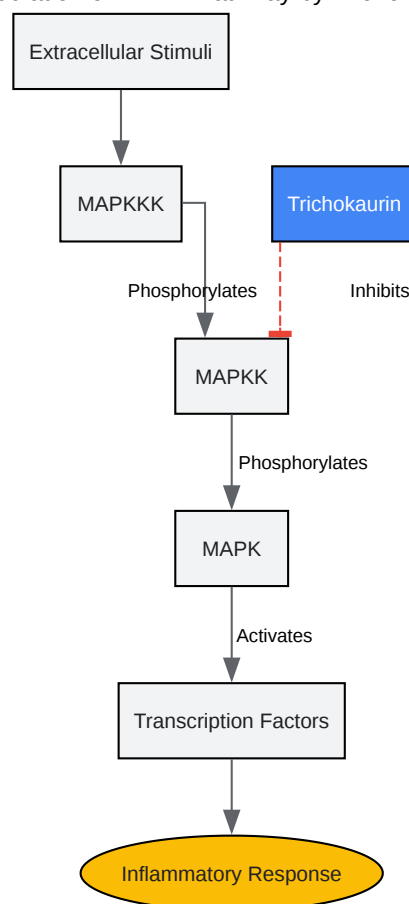 Extracellular Stimuli
MAPKKK
Trichokaurin
Phosphorylates
Inhibits
MAPKK
Phosphorylates
MAPK
Activates
Transcription Factors
Inflammatory Response